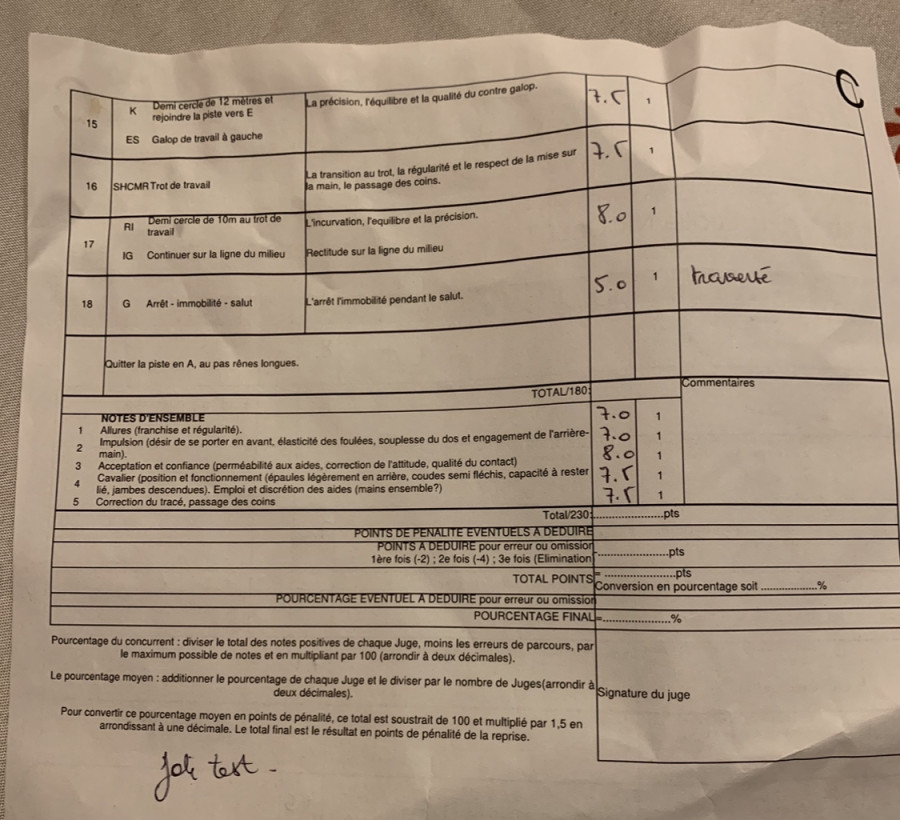 C
15 K Demi cercle de 12 mètres et rejoindre la piste vers E
ES Galop de travail à gauche
La précision, l'équilibre et la qualité du contre galop.
7.5 1
16 SHCMR Trot de travail
La transition au trot, la régularité et le respect de la mise sur la main, le passage des coins.
7.5 1
17 RI Demi cercle de 10m au trot de travail
L'incurvation, l'equilibre et la précision.
8.0 1
IG Continuer sur la ligne du milieu
Rectitude sur la ligne du milieu
18 G Arrêt - immobilité - salut
L'arrêt l'immobilité pendant le salut.
5.0 1 traversé
Quitter la piste en A, au pas rênes longues.
TOTAL/180:
Commentaires
NOTES D'ENSEMBLE
1 Allures (franchise et régularité). 7.0 1
2 Impulsion (désir de se porter en avant, élasticité des foulées, souplesse du dos et engagement de l'arrière- 7.0 1
main).
3 Acceptation et confiance (perméabilité aux aides, correction de l'attitude, qualité du contact) 8.0 1
4 Cavalier (position et fonctionnement (épaules légèrement en arrière, coudes semi fléchis, capacité à rester 7.5 1
lié, jambes descendues). Emploi et discrétion des aides (mains ensemble?)
5 Correction du tracé, passage des coins 7.5 1
Total/230:.....................pts
POINTS DE PENALITE EVENTUELS A DEDUIRE
POINTS A DEDUIRE pour erreur ou omission
1ère fois (-2) ; 2e fois (-4) ; 3e fois (Elimination
-.....................pts
TOTAL POINTS = .....................pts
Conversion en pourcentage soit ..................%
POURCENTAGE EVENTUEL A DEDUIRE pour erreur ou omission
POURCENTAGE FINAL=.....................%
Pourcentage du concurrent : diviser le total des notes positives de chaque Juge, moins les erreurs de parcours, par
le maximum possible de notes et en multipliant par 100 (arrondir à deux décimales).
Le pourcentage moyen : additionner le pourcentage de chaque Juge et le diviser par le nombre de Juges(arrondir à
deux décimales).
Signature du juge
Pour convertir ce pourcentage moyen en points de pénalité, ce total est soustrait de 100 et multiplié par 1,5 en
arrondissant à une décimale. Le total final est le résultat en points de pénalité de la reprise.
Joli test -